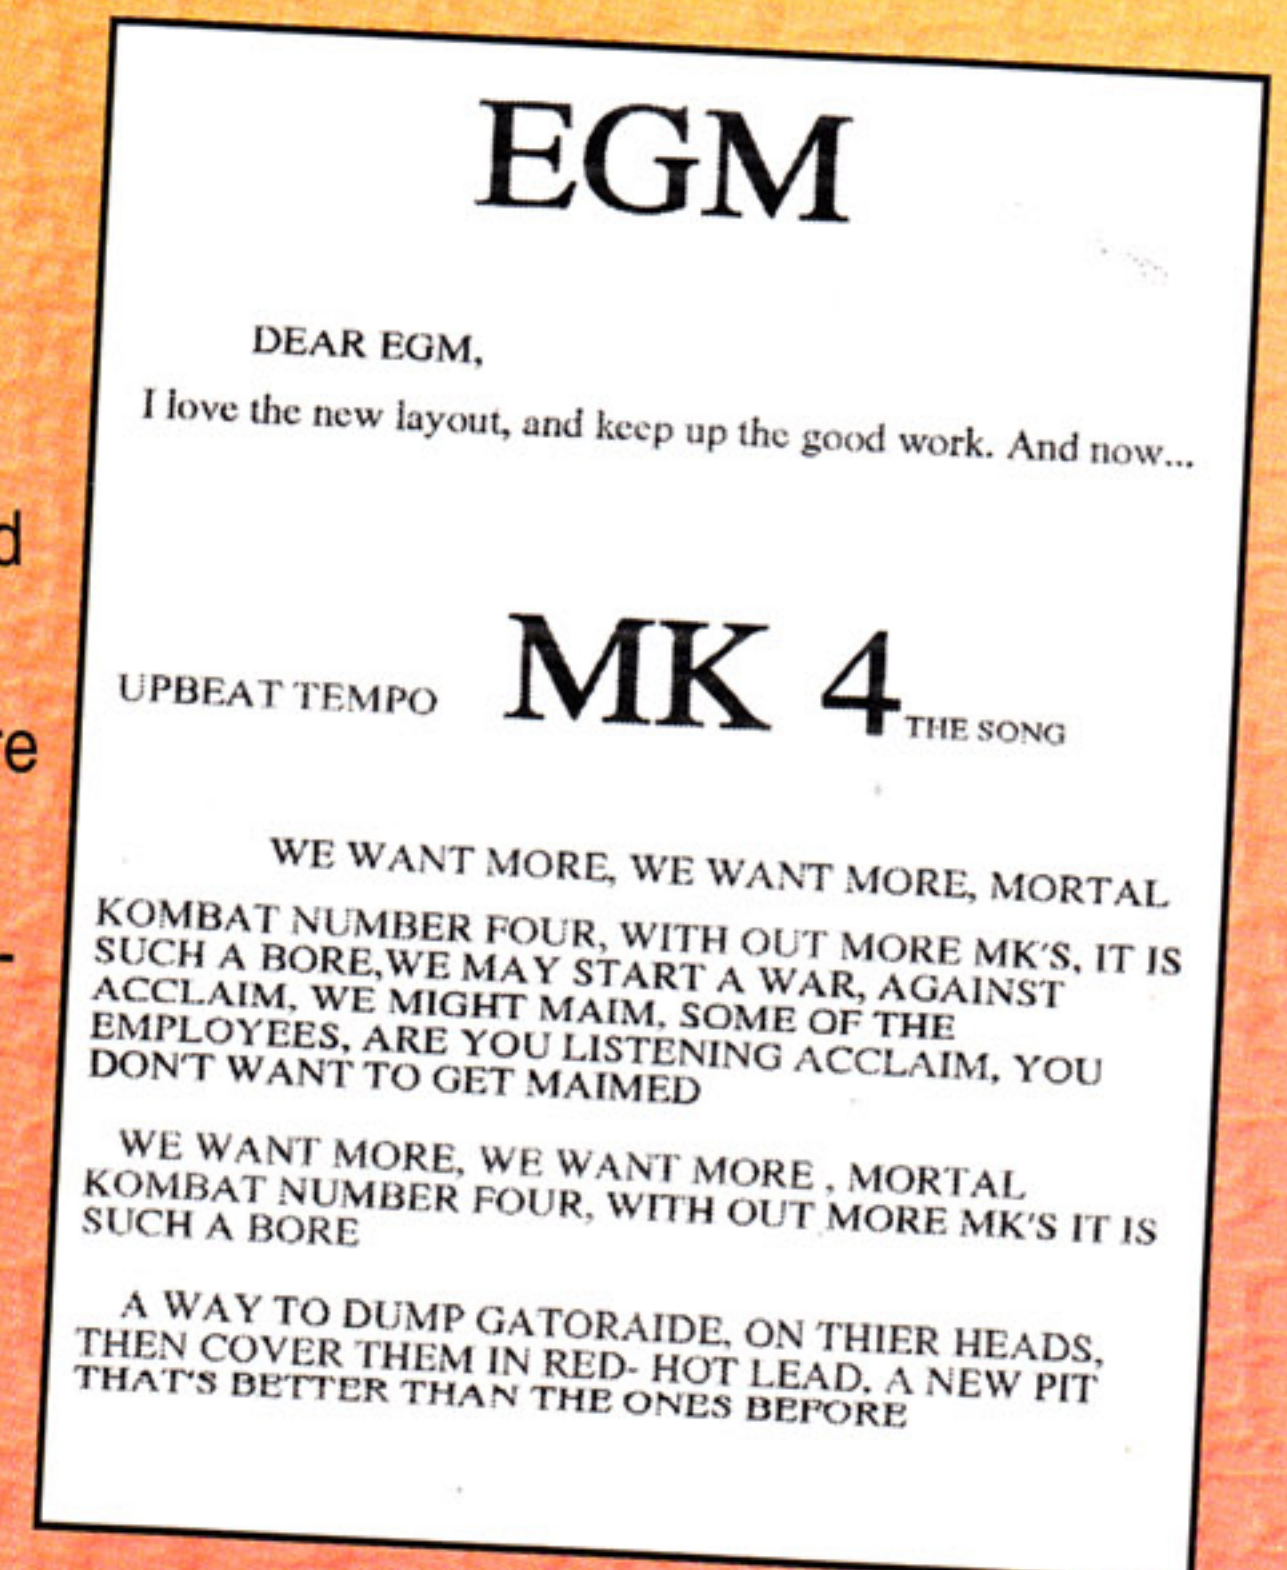 EGM
DEAR EGM,
I love the new layout, and keep up the good work. And now...
UPBEAT TEMPO MK 4 THE SONG
WE WANT MORE, WE WANT MORE, MORTAL
KOMBAT NUMBER FOUR, WITH OUT MORE MK'S, IT IS
SUCH A BORE,WE MAY START A WAR, AGAINST
ACCLAIM, WE MIGHT MAIM, SOME OF THE
EMPLOYEES, ARE YOU LISTENING ACCLAIM, YOU
DON'T WANT TO GET MAIMED
WE WANT MORE, WE WANT MORE , MORTAL
KOMBAT NUMBER FOUR, WITH OUT MORE MK'S IT IS
SUCH A BORE
A WAY TO DUMP GATORAIDE, ON THIER HEADS,
THEN COVER THEM IN RED- HOT LEAD. A NEW PIT
THAT'S BETTER THAN THE ONES BEFORE